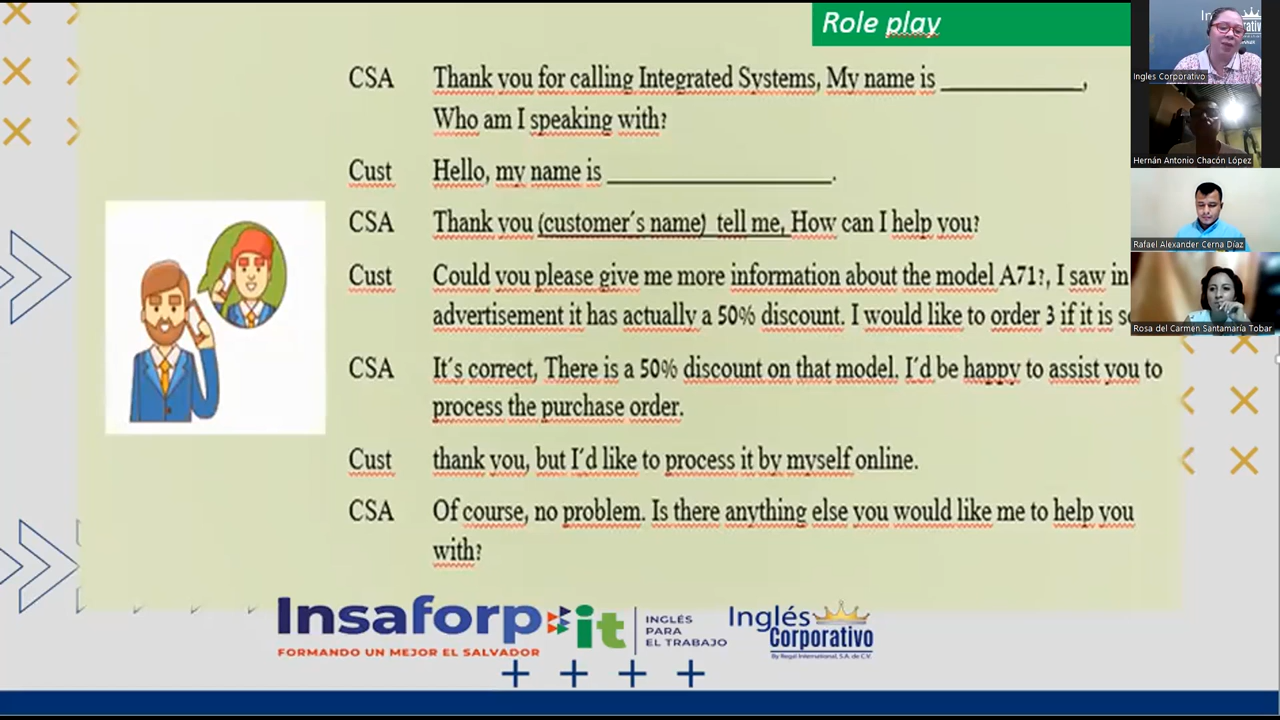 Role play
CSA Thank you for calling Integrated Systems, My name is ____________,
Who am I speaking with?
Cust Hello, my name is ___________________.
CSA Thank you (customer´s name) tell me, How can I help you?
Cust Could you please give me more information about the model A71?, I saw in
advertisement it has actually a 50% discount. I would like to order 3 if it is
CSA It´s correct, There is a 50% discount on that model. I´d be happy to assist you to
process the purchase order.
Cust thank you, but I´d like to process it by myself online.
CSA Of course, no problem. Is there anything else you would like me to help you
with?
Ingles Corporativo
Hernán Antonio Chacón López
Rafael Alexander Cerna Díaz
Rosa del Carmen Santamaría Tobar
Insaforp
FORMANDO UN MEJOR EL SALVADOR
it
INGLÉS
PARA
EL TRABAJO
Inglés
Corporativo
By Regal International, S.A. de C.V.